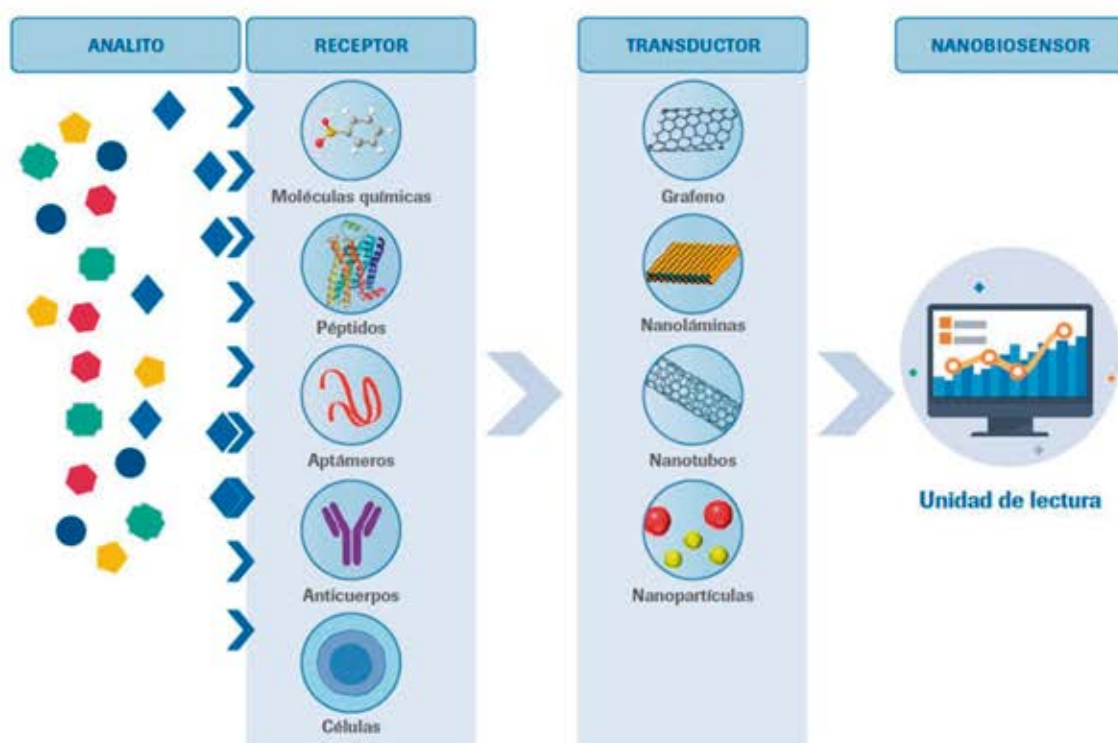 ANALITO
RECEPTOR
TRANSDUCTOR
NANOBIOSENSOR
Moléculas químicas
Péptidos
Aptámeros
Anticuerpos
Células
Grafeno
Nanoláminas
Nanotubos
Nanopartículas
Unidad de lectura